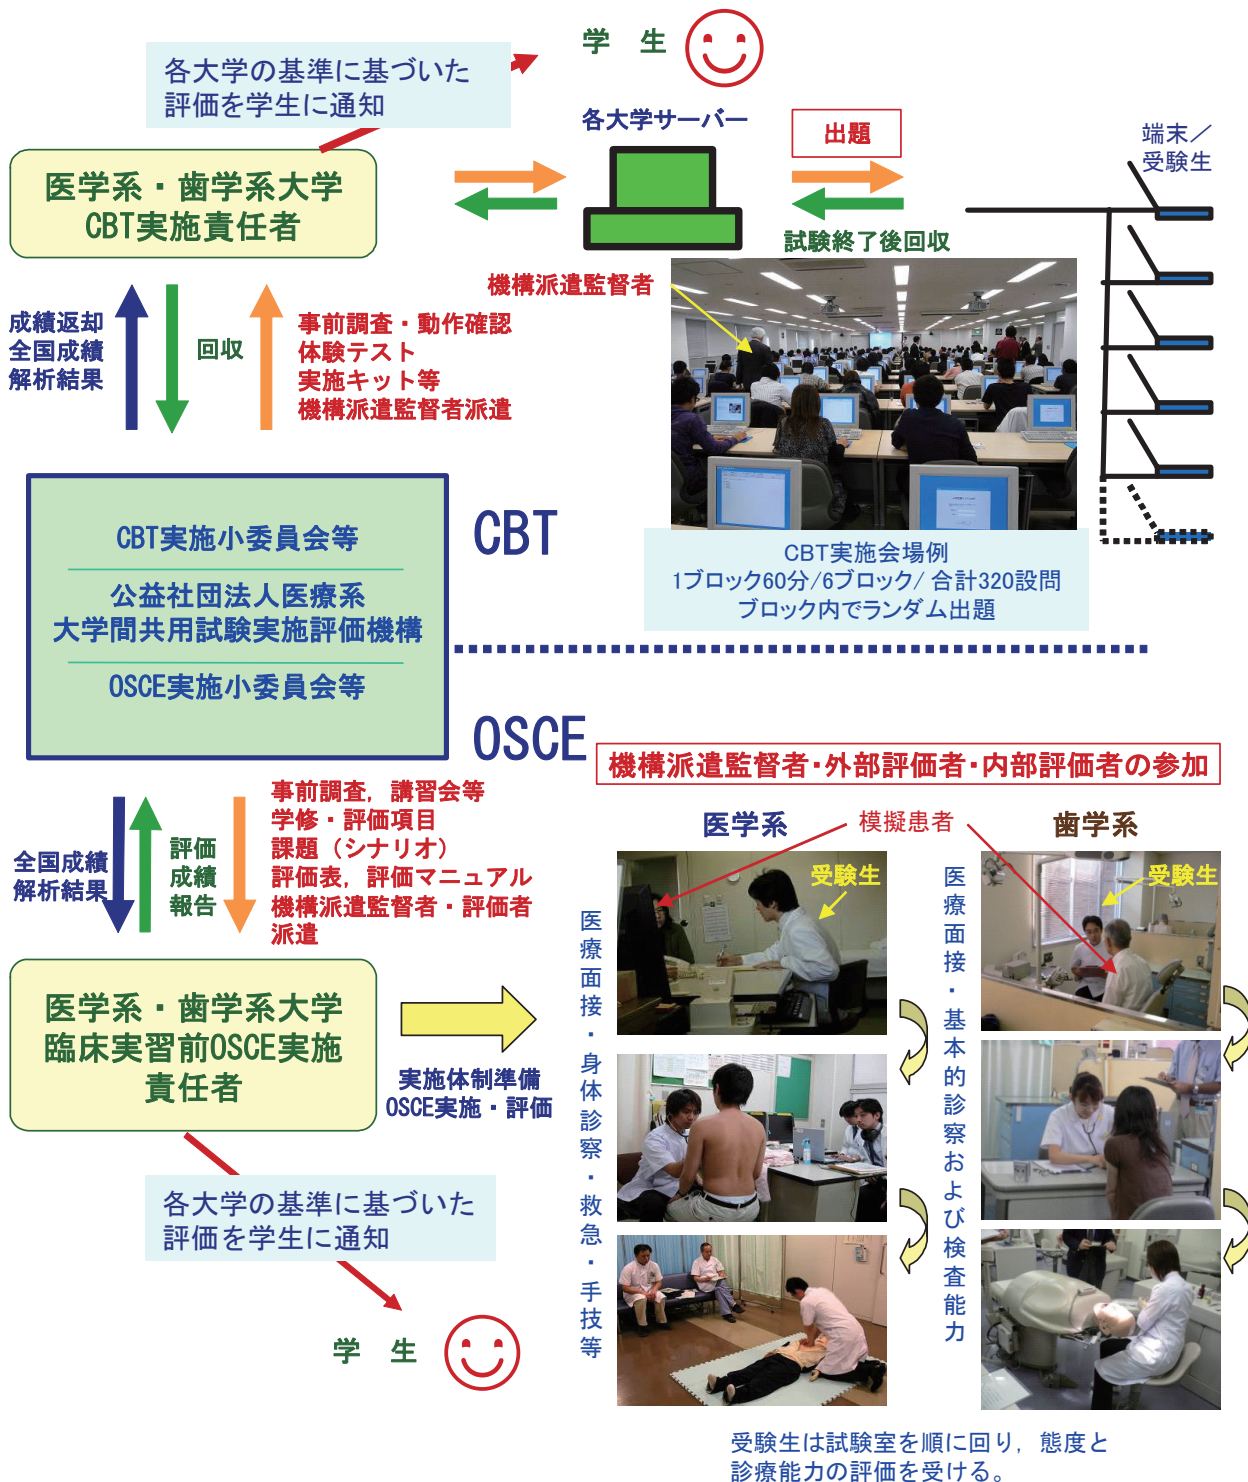 学 生
各大学の基準に基づいた
評価を学生に通知
各大学サーバー
出題
端末／
受験生
医学系・歯学系大学
CBT実施責任者
試験終了後回収
機構派遣監督者
成績返却
全国成績
解析結果
回収
事前調査・動作確認
体験テスト
実施キット等
機構派遣監督者派遣
CBT
CBT実施小委員会等
公益社団法人医療系
大学間共用試験実施評価機構
OSCE実施小委員会等
CBT実施会場例
1ブロック60分/6ブロック/ 合計320設問
ブロック内でランダム出題
OSCE
機構派遣監督者・外部評価者・内部評価者の参加
全国成績
解析結果
評価
成績
報告
事前調査，講習会等
学修・評価項目
課題（シナリオ）
評価表，評価マニュアル
機構派遣監督者・評価者
派遣
医学系
模擬患者
歯学系
受験生
受験生
医療面接・身体診察・救急・手技等
医療面接・基本的診察および検査能力
医学系・歯学系大学
臨床実習前OSCE実施
責任者
実施体制準備
OSCE実施・評価
各大学の基準に基づいた
評価を学生に通知
学 生
受験生は試験室を順に回り，態度と
診療能力の評価を受ける。